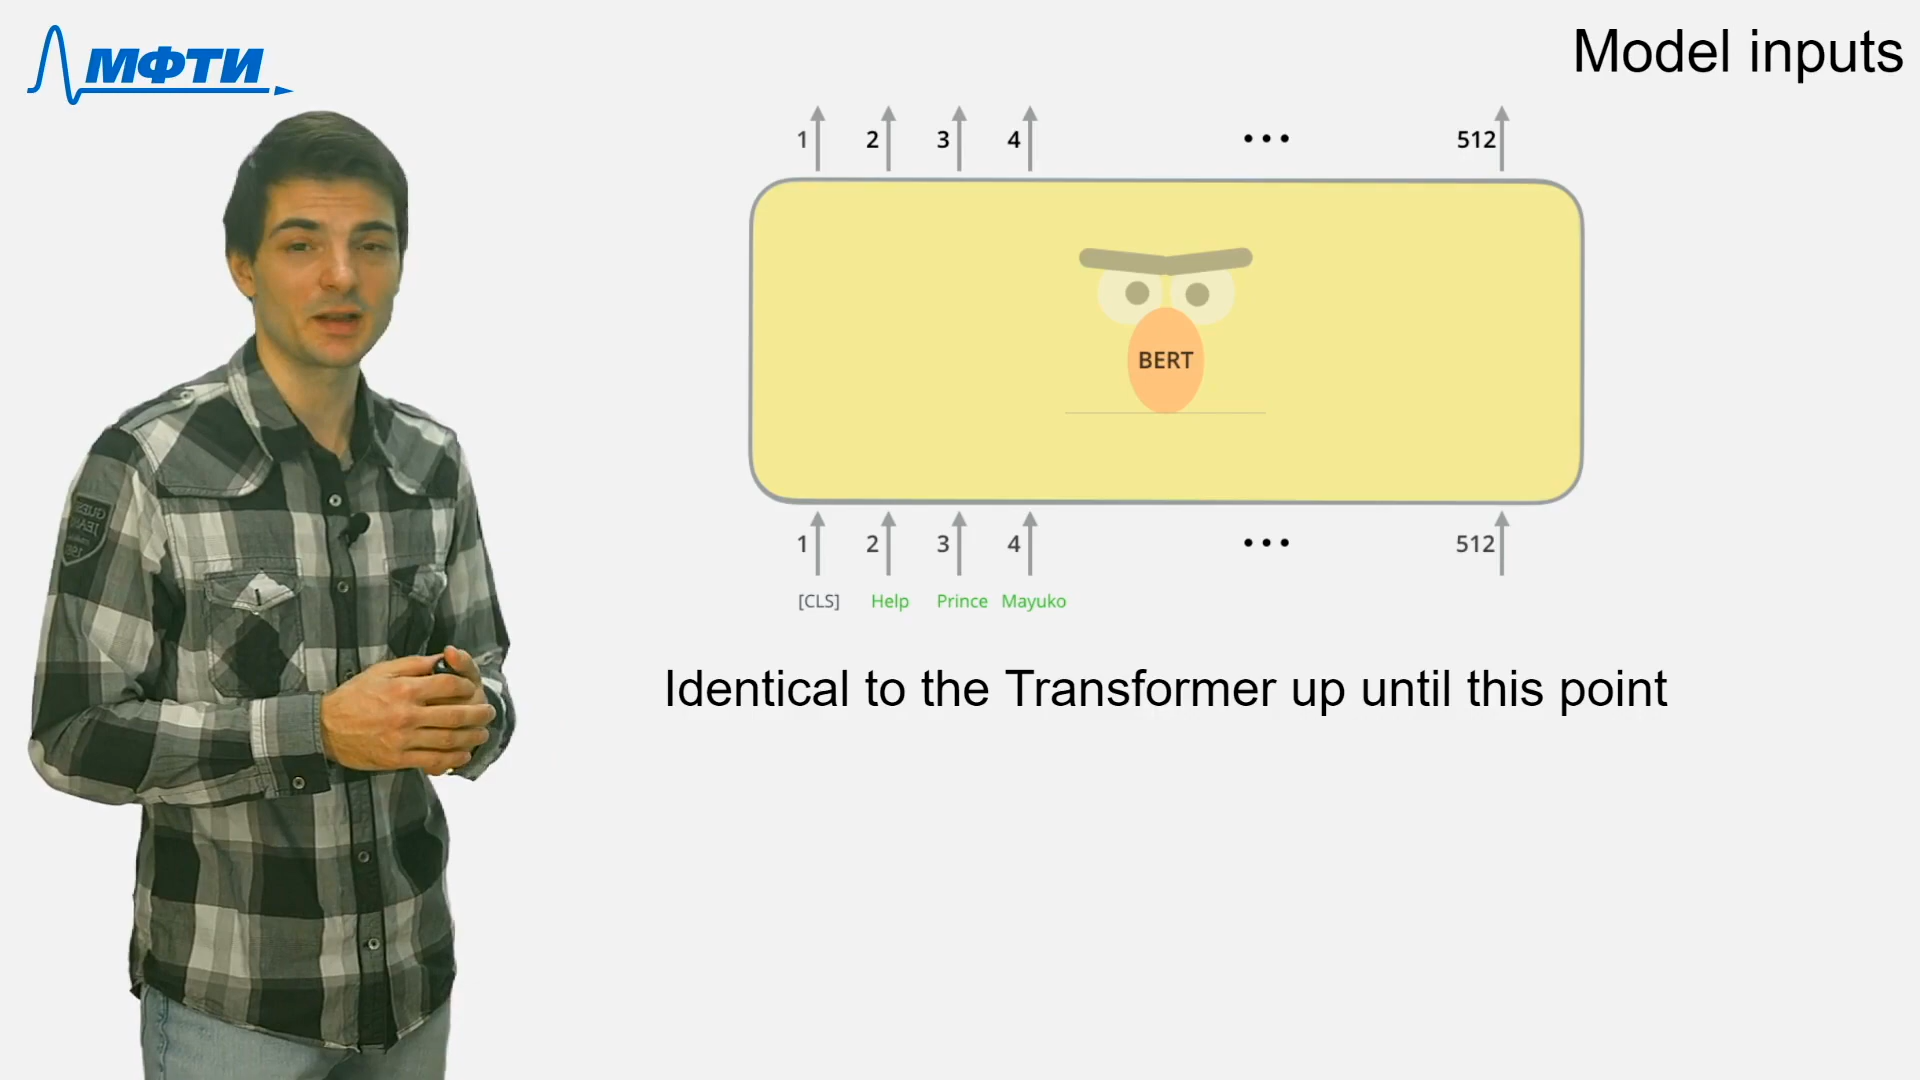 МФТИ
Model inputs
1 2 3 4 ••• 512
BERT
1 2 3 4 ••• 512
[CLS] Help Prince Mayuko
Identical to the Transformer up until this point